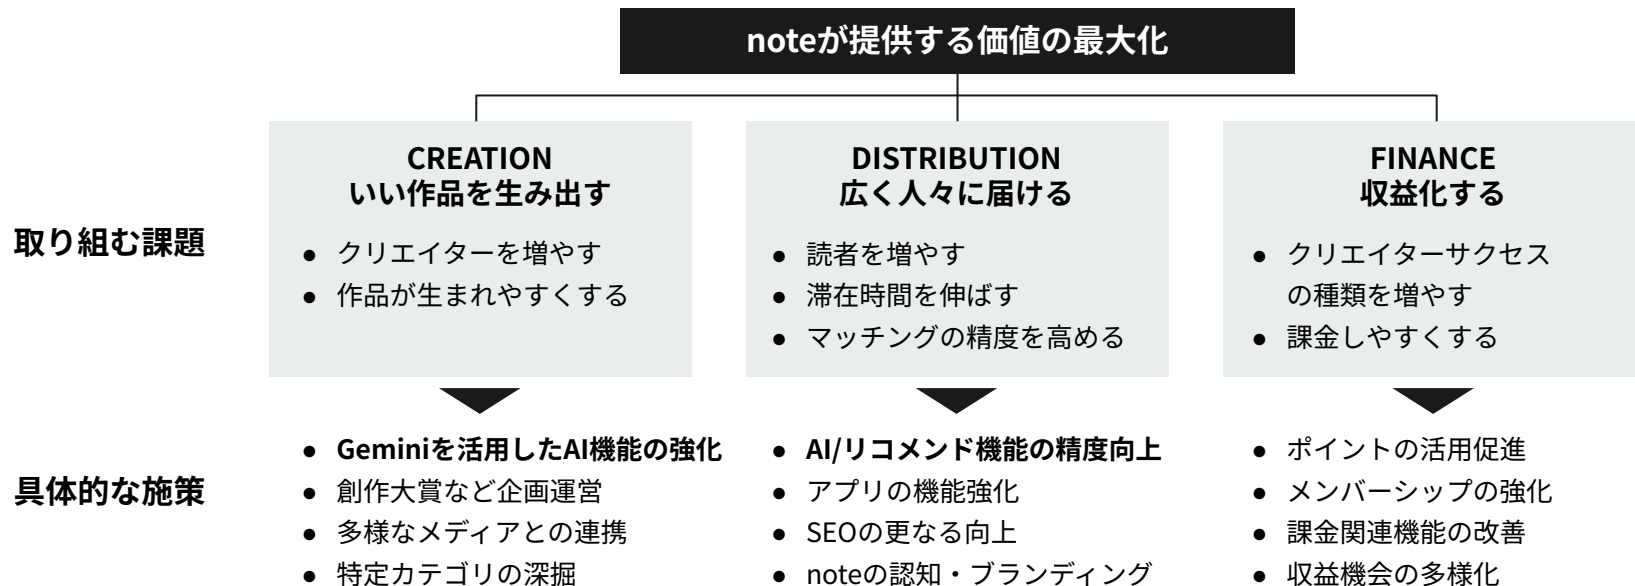 noteが提供する価値の最大化
CREATION
いい作品を生み出す
DISTRIBUTION
広く人々に届ける
FINANCE
収益化する
取り組む課題
● クリエイターを増やす
● 作品が生まれやすくする
● 読者を増やす
● 滞在時間を伸ばす
● マッチングの精度を高める
● クリエイターサクセス
の種類を増やす
● 課金しやすくする
具体的な施策
● Geminiを活用したAI機能の強化
● 創作大賞など企画運営
● 多様なメディアとの連携
● 特定カテゴリの深掘
● AI/リコメンド機能の精度向上
● アプリの機能強化
● SEOの更なる向上
● noteの認知・ブランディング
● ポイントの活用促進
● メンバーシップの強化
● 課金関連機能の改善
● 収益機会の多様化